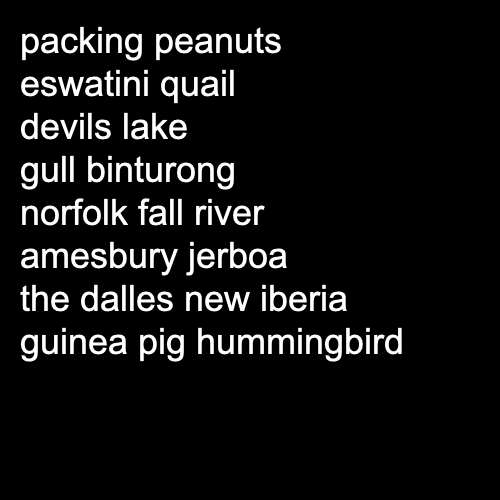 packing peanuts
eswatini quail
devils lake
gull binturong
norfolk fall river
amesbury jerboa
the dalles new iberia
guinea pig hummingbird